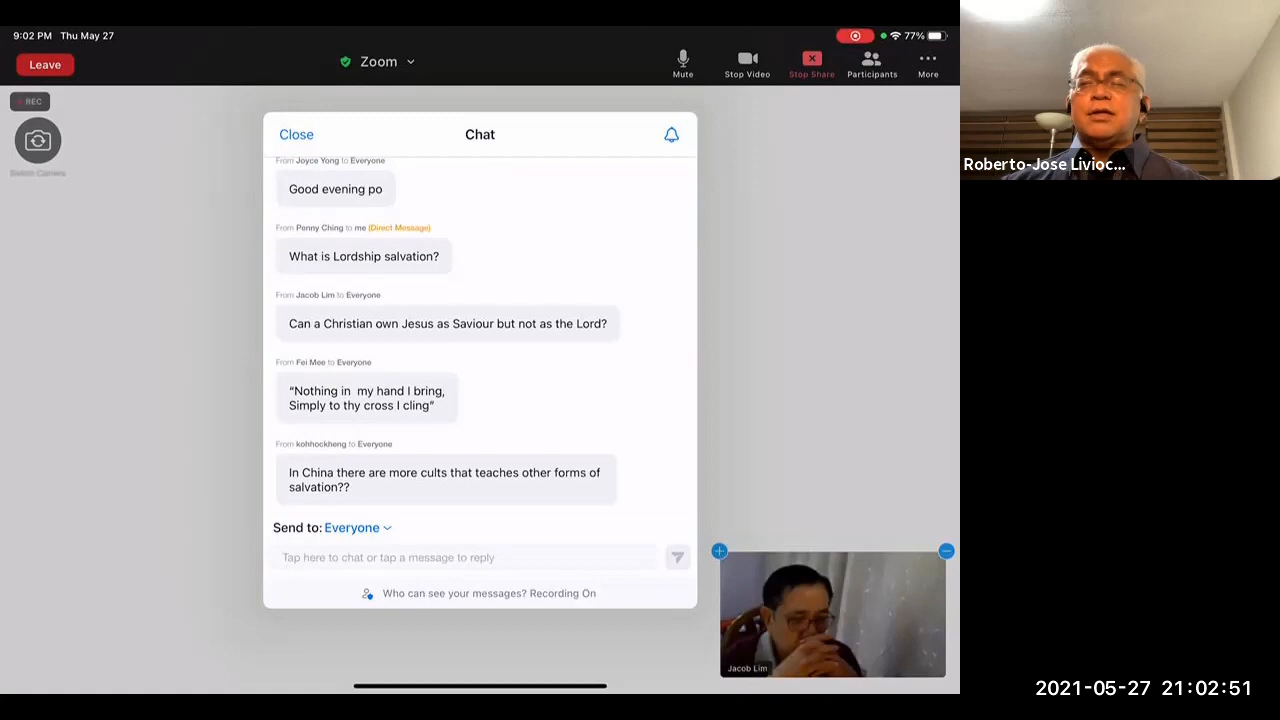 9:02 PM Thu May 27
77%
Leave
Zoom
Mute
Stop Video
Stop Share
Participants
More
REC
Switch Camera
Close
Chat
From Joyce Yong to Everyone
Good evening po
From Penny Ching to me (Direct Message)
What is Lordship salvation?
From Jacob Lim to Everyone
Can a Christian own Jesus as Saviour but not as the Lord?
From Fei Mee to Everyone
“Nothing in  my hand I bring,
Simply to thy cross I cling”
From kohhockheng to Everyone
In China there are more cults that teaches other forms of
salvation??
Send to: Everyone
Tap here to chat or tap a message to reply
Who can see your messages? Recording On
Jacob Lim
Roberto-Jose Livioc...
2021-05-27 21:02:51